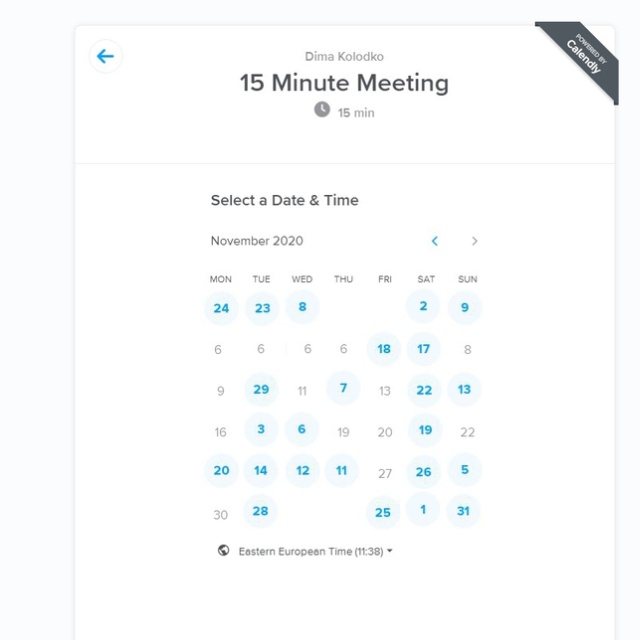 Dima Kolodko
POWERED BY
Calendly
15 Minute Meeting
15 min
Select a Date & Time
November 2020
MON TUE WED THU FRI SAT SUN
24 23 8 2 9
6 6 6 6 18 17 8
9 29 11 7 13 22 13
16 3 6 19 20 19 22
20 14 12 11 27 26 5
30 28 25 1 31
Eastern European Time (11:38)